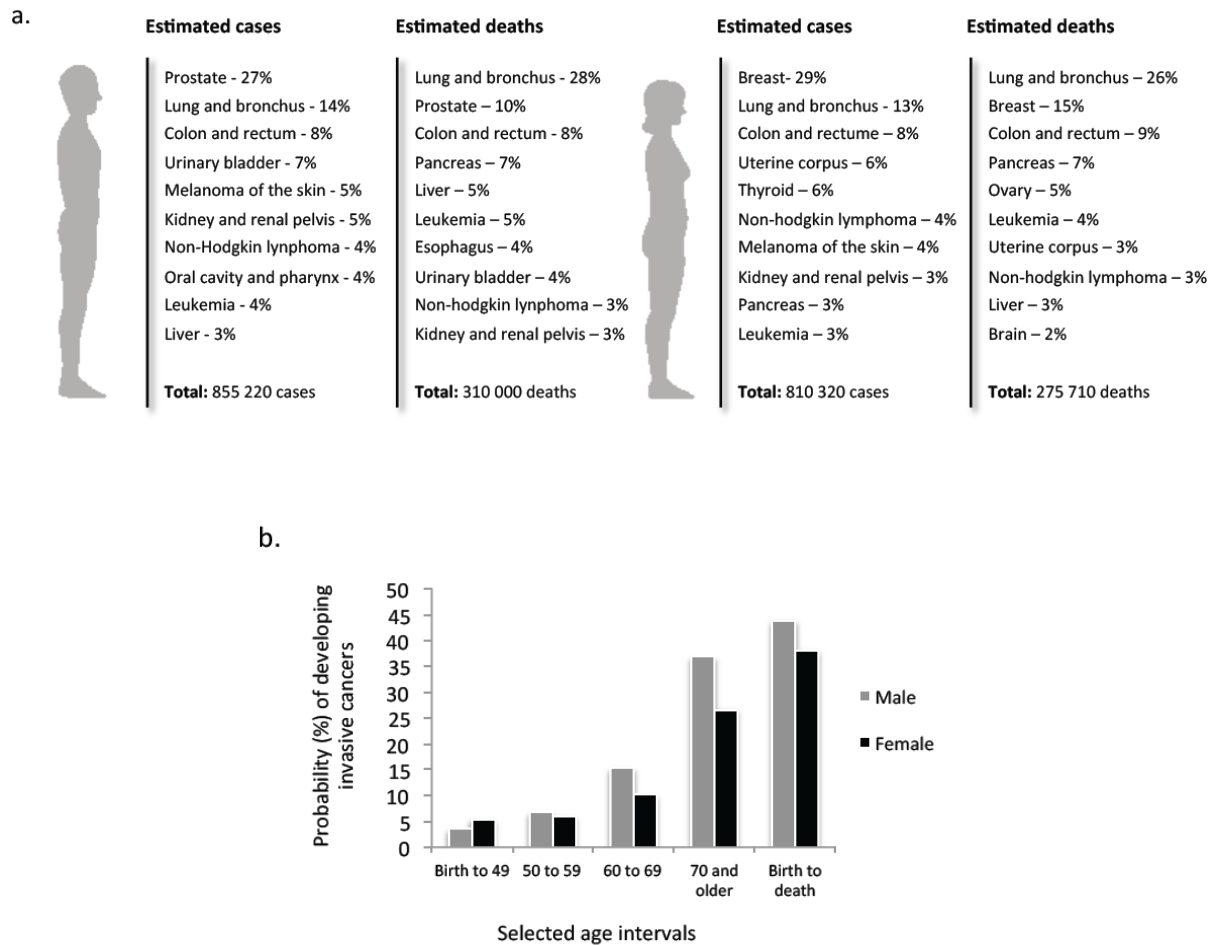 a.
Estimated cases
Prostate - 27%
Lung and bronchus - 14%
Colon and rectum - 8%
Urinary bladder - 7%
Melanoma of the skin - 5%
Kidney and renal pelvis - 5%
Non-Hodgkin lynphoma - 4%
Oral cavity and pharynx - 4%
Leukemia - 4%
Liver - 3%
Total: 855 220 cases
Estimated deaths
Lung and bronchus - 28%
Prostate – 10%
Colon and rectum - 8%
Pancreas – 7%
Liver – 5%
Leukemia – 5%
Esophagus – 4%
Urinary bladder – 4%
Non-hodgkin lynphoma – 3%
Kidney and renal pelvis – 3%
Total: 310 000 deaths
Estimated cases
Breast- 29%
Lung and bronchus - 13%
Colon and rectume – 8%
Uterine corpus – 6%
Thyroid – 6%
Non-hodgkin lymphoma – 4%
Melanoma of the skin – 4%
Kidney and renal pelvis – 3%
Pancreas – 3%
Leukemia – 3%
Total: 810 320 cases
Estimated deaths
Lung and bronchus – 26%
Breast – 15%
Colon and rectum – 9%
Pancreas – 7%
Ovary – 5%
Leukemia – 4%
Uterine corpus – 3%
Non-hodgkin lymphoma – 3%
Liver – 3%
Brain – 2%
Total: 275 710 deaths
b.
Probability (%) of developing
invasive cancers
50
45
40
35
30
25
20
15
10
5
0
Birth to 49
50 to 59
60 to 69
70 and
older
Birth to
death
Selected age intervals
Male
Female